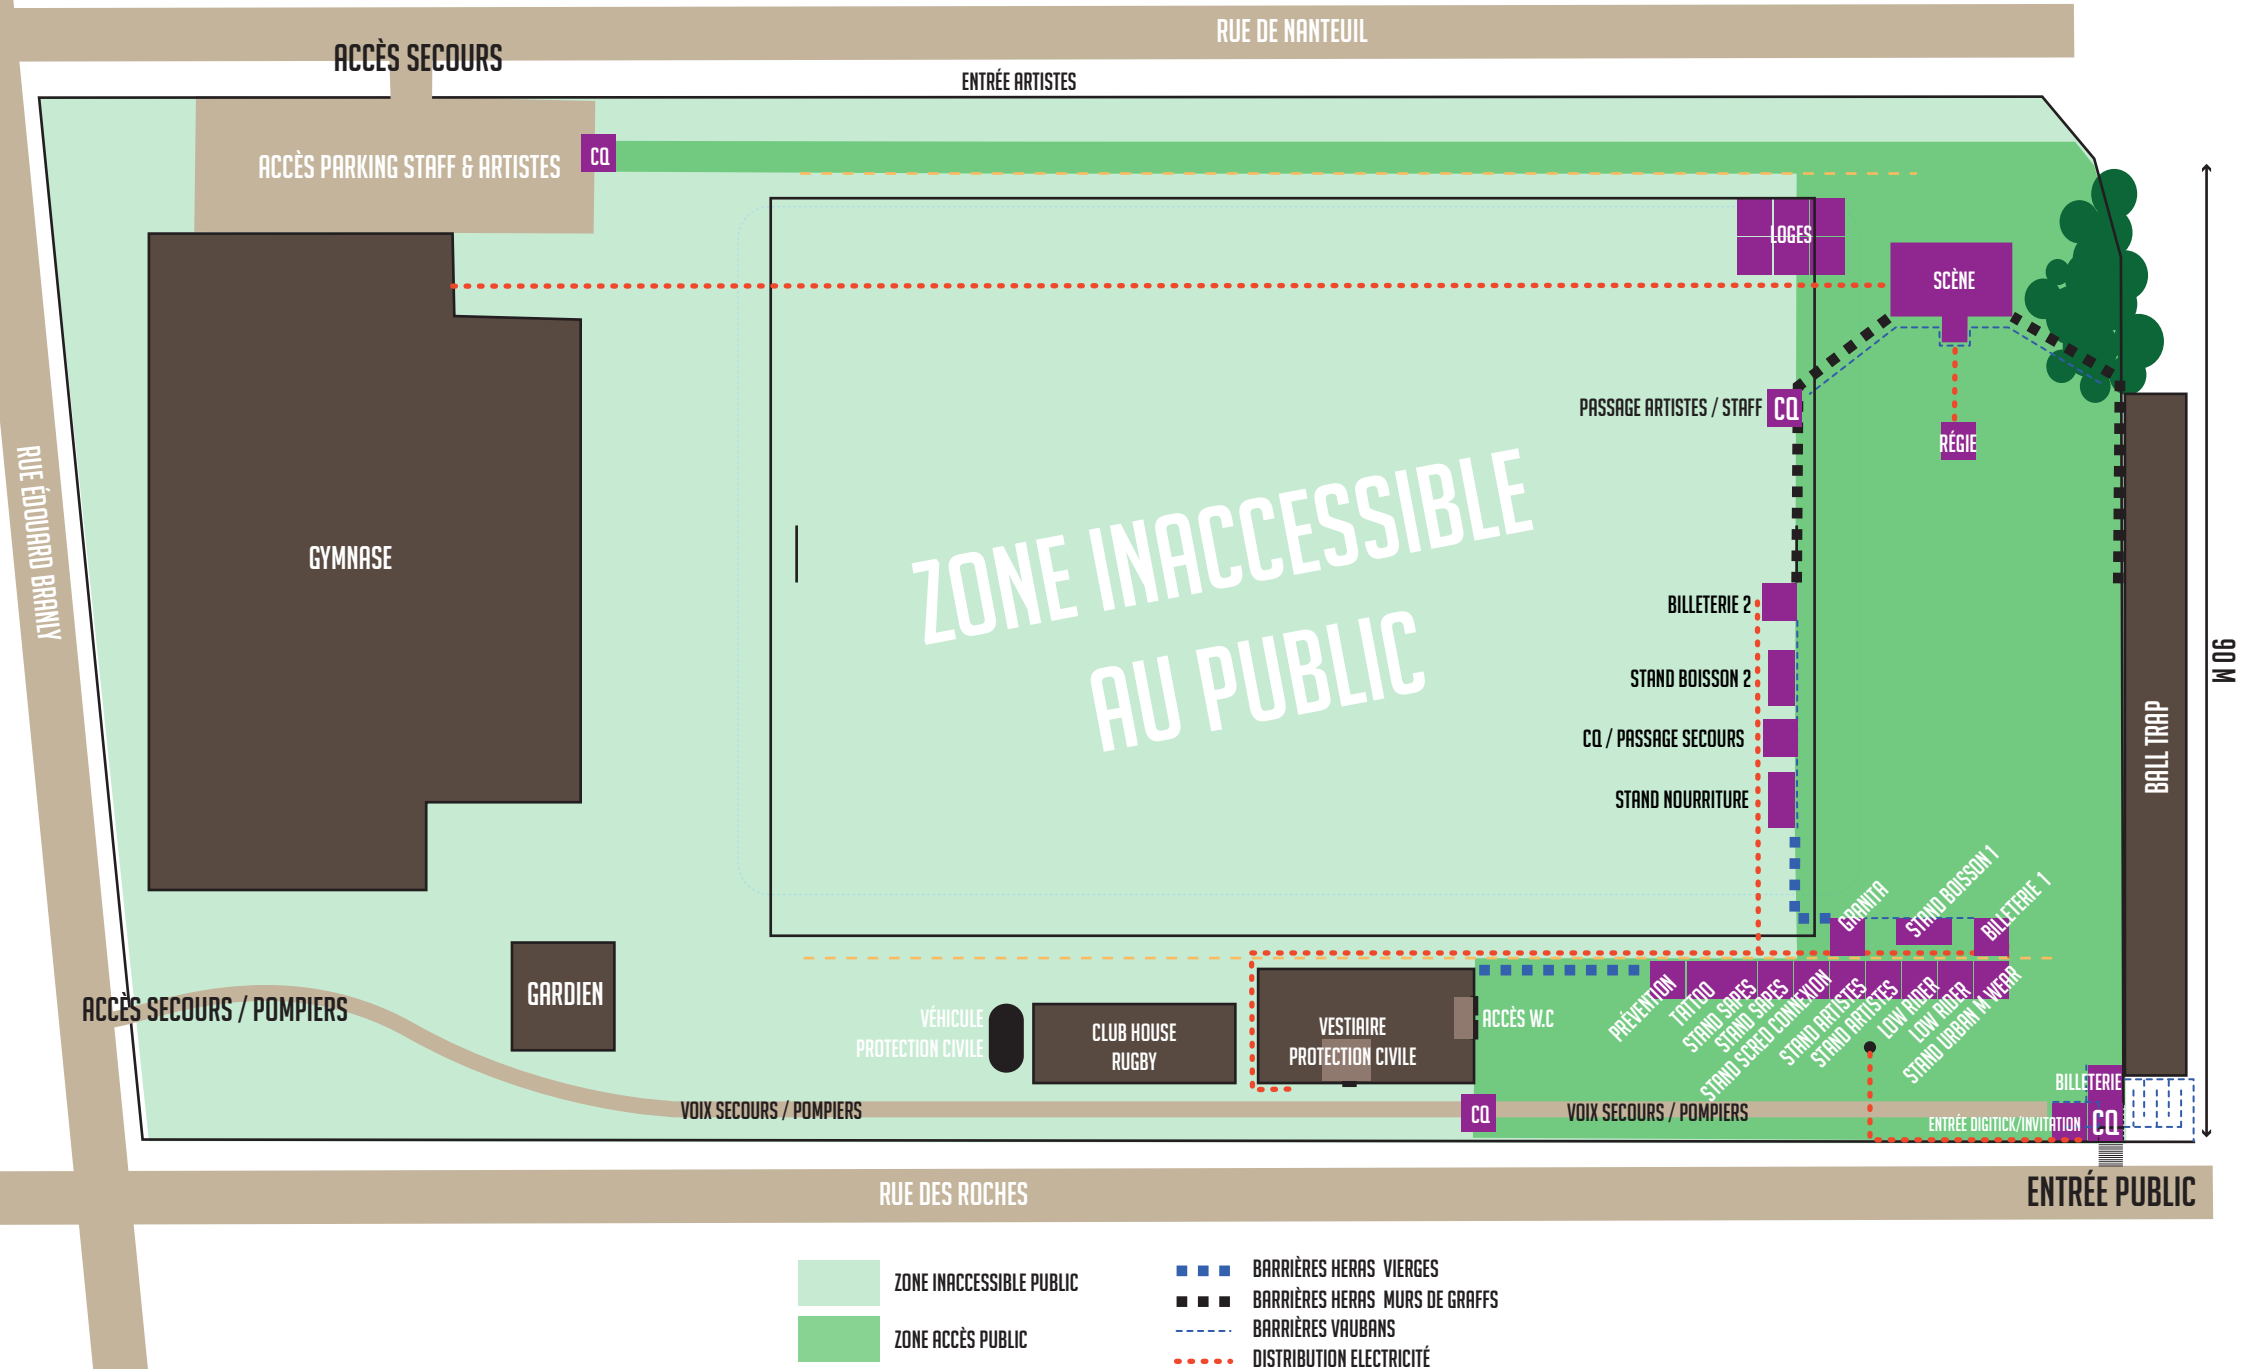 RUE DE NANTEUIL
ACCÈS SECOURS
ENTRÉE ARTISTES
ACCÈS PARKING STAFF & ARTISTES
CQ
LOGES
SCÈNE
PASSAGE ARTISTES / STAFF
CQ
RÉGIE
RUE ÉDOUARD BRANLY
GYMNASE
ZONE INACCESSIBLE
AU PUBLIC
BILLETERIE 2
STAND BOISSON 2
CQ / PASSAGE SECOURS
STAND NOURRITURE
90 M
BALL TRAP
GRANITA
STAND BOISSON 1
BILLETERIE 1
GARDIEN
ACCÈS SECOURS / POMPIERS
VÉHICULE
PROTECTION CIVILE
CLUB HOUSE
RUGBY
VESTIAIRE
PROTECTION CIVILE
ACCÈS W.C
PRÉVENTION
TATOO
STAND SAPES
STAND SAPES
STAND SCRED CONNEXION
STAND ARTISTES
STAND ARTISTES
LOW RIDER
LOW RIDER
STAND URBAN M WEAR
BILLETERIE
VOIX SECOURS / POMPIERS
CQ
VOIX SECOURS / POMPIERS
ENTRÉE DIGITICK/INVITATION
CQ
RUE DES ROCHES
ENTRÉE PUBLIC
ZONE INACCESSIBLE PUBLIC
ZONE ACCÈS PUBLIC
BARRIÈRES HERAS VIERGES
BARRIÈRES HERAS MURS DE GRAFFS
BARRIÈRES VAUBANS
DISTRIBUTION ELECTRICITÉ